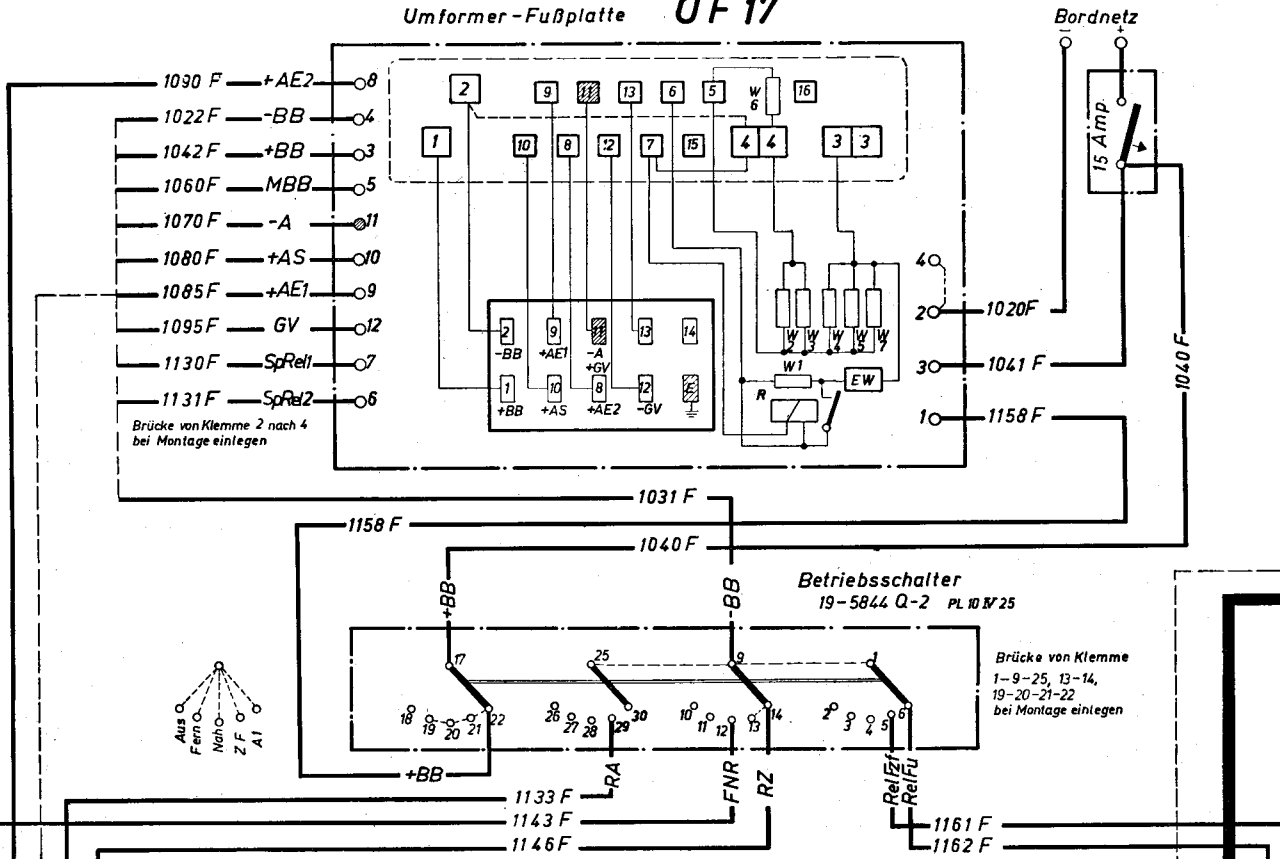 Umformer-Fußplatte UF 17
Bordnetz
- +
15 Amp.
1090 F +AE2 8
1022 F -BB 4
1042 F +BB 3
1060 F MBB 5
1070 F -A 11
1080 F +AS 10
1085 F +AE1 9
1095 F GV 12
1130 F SpRel1 7
1131 F SpRel2 6
Brücke von Klemme 2 nach 4
bei Montage einlegen
2 9 11 13 6 5 W6 16
1 10 8 12 7 15 4 4 3 3
2 9 11 13 14
-BB +AE1 -A
+GV
1 10 8 12 E
+BB +AS +AE2 -GV
W2 W3 W4 W5 W7
W1
EW
R
4
2 1020F
3 1041 F
1 1158 F
1040 F
1031 F
1158 F
1040 F
+BB
-BB
Betriebsschalter
19-5844 Q-2 PL 10 IV 25
17 25 9 1
18 19 20 21 22
26 27 28 29 30
10 11 12 13 14
2 3 4 5 6
Brücke von Klemme
1-9-25, 13-14,
19-20-21-22
bei Montage einlegen
Aus
Fern
Nah
ZF
A1
+BB
RA
FNR
RZ
RelFzf
RelFu
1133 F
1143 F
1146 F
1161 F
1162 F